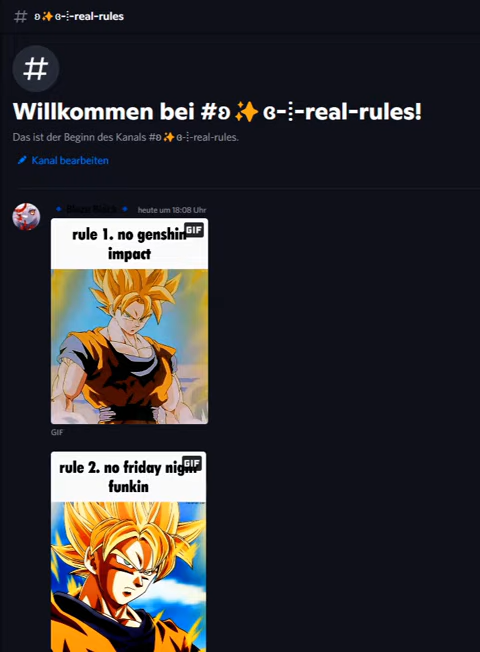 # ʚ✨ɞ-⁝-real-rules
#
Willkommen bei #ʚ✨ɞ-⁝-real-rules!
Das ist der Beginn des Kanals #ʚ✨ɞ-⁝-real-rules.
Kanal bearbeiten
heute um 18:08 Uhr
GIF
rule 1. no genshin
impact
GIF
GIF
rule 2. no friday night
funkin